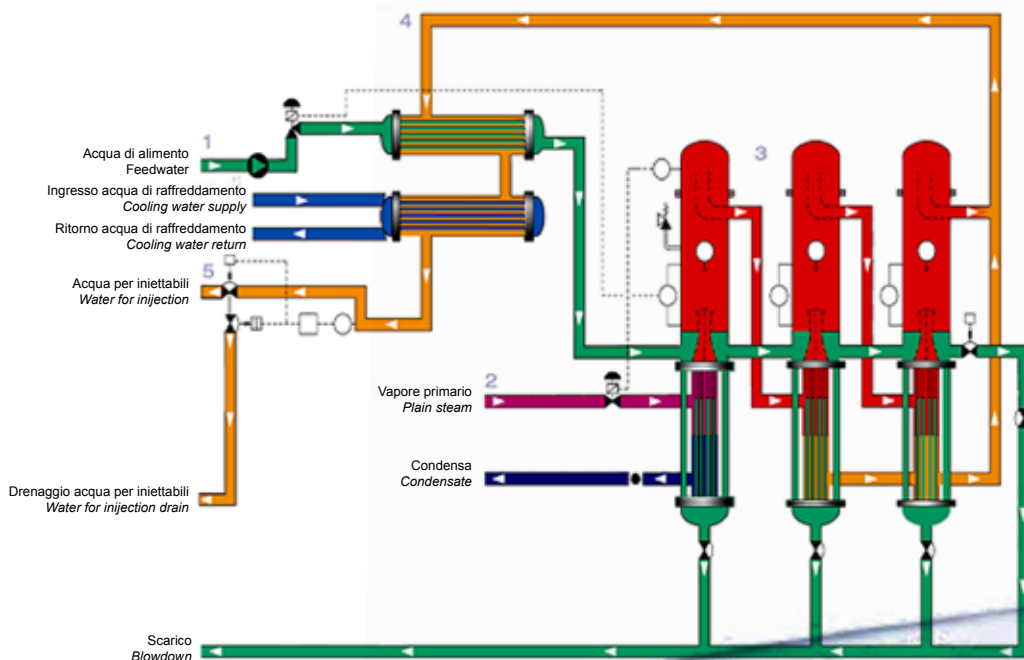 4
1
3
Acqua di alimento
Feedwater
Ingresso acqua di raffreddamento
Cooling water supply
Ritorno acqua di raffreddamento
Cooling water return
5
Acqua per iniettabili
Water for injection
2
Vapore primario
Plain steam
Condensa
Condensate
Drenaggio acqua per iniettabili
Water for injection drain
Scarico
Blowdown